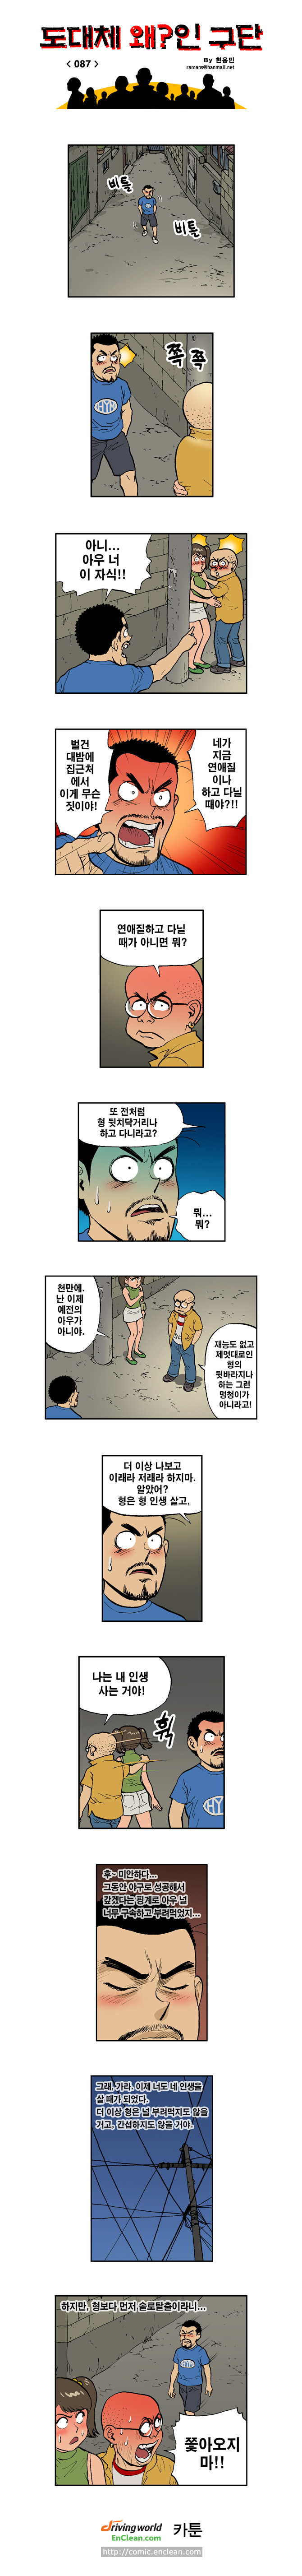 도대체 왜?인 구단
< 087 >
By 현용민
ramano@hanmail.net
비틀
비틀
쪽 쪽
아니...
아우 너
이 자식!!
벌건
대밤에
집근처
에서
이게 무슨
짓이야!
네가
지금
연애질
이나
하고 다닐
때야?!!
연애질하고 다닐
때가 아니면 뭐?
또 전처럼
형 뒷치닥거리나
하고 다니라고?
뭐...
뭐?
천만에.
난 이제
예전의
아우가
아니야.
재능도 없고
제멋대로인
형의
뒷바라지나
하는 그런
멍청이가
아니라고!
더 이상 나보고
이래라 저래라 하지마.
알았어?
형은 형 인생 살고,
나는 내 인생
사는 거야!
휙
후~ 미안하다...
그동안 야구로 성공해서
갚겠다는 핑계로 아우 널
너무 구속하고 부려먹었지...
그래, 가라. 이제 너도 네 인생을
살 때가 되었다.
더 이상 형은 널 부려먹지도 않을
거고, 간섭하지도 않을 거야.
하지만, 형보다 먼저 솔로탈출이라니...
쫓아오지
마!!
drivingworld
EnClean.com
카툰
http://comic.enclean.com